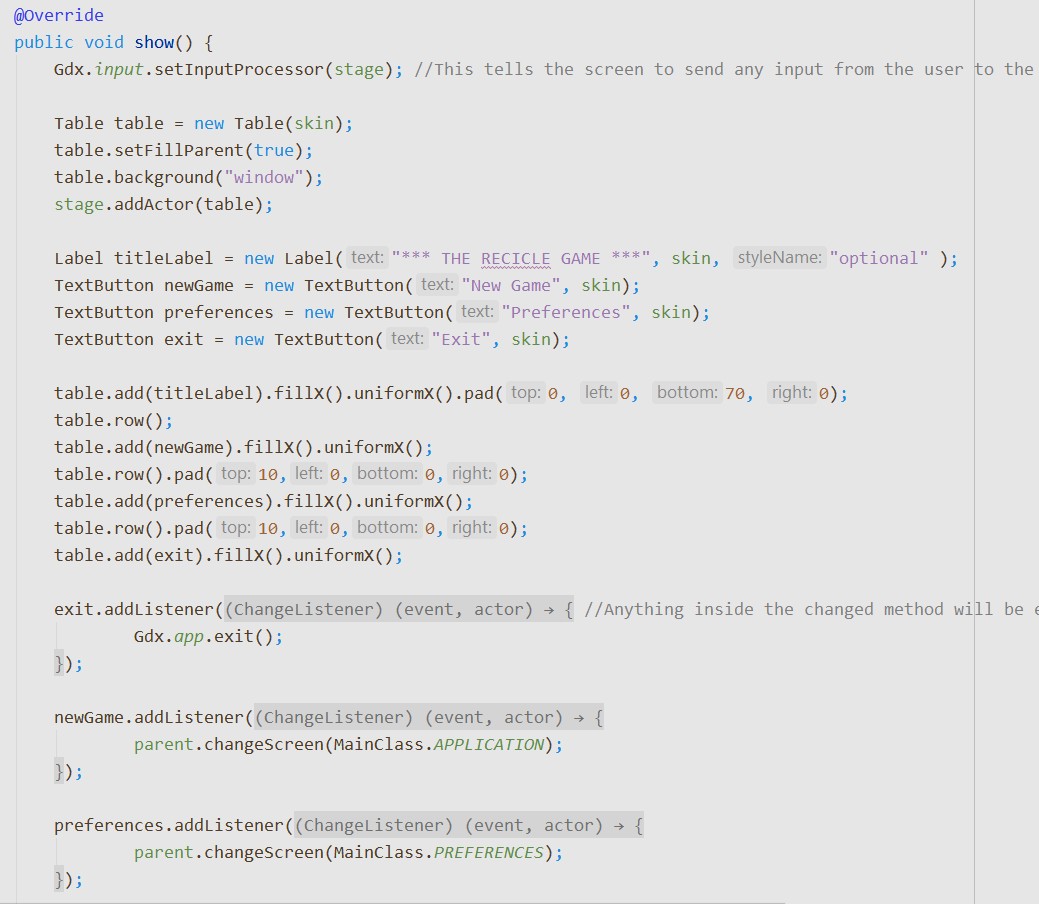 @Override
public void show() {
Gdx.input.setInputProcessor(stage); //This tells the screen to send any input from the user to the
Table table = new Table(skin);
table.setFillParent(true);
table.background("window");
stage.addActor(table);
Label titleLabel = new Label( text: "*** THE RECICLE GAME ***", skin, styleName: "optional" );
TextButton newGame = new TextButton( text: "New Game", skin);
TextButton preferences = new TextButton( text: "Preferences", skin);
TextButton exit = new TextButton( text: "Exit", skin);
table.add(titleLabel).fillX().uniformX().pad( top: 0, left: 0, bottom: 70, right: 0);
table.row();
table.add(newGame).fillX().uniformX();
table.row().pad( top: 10, left: 0, bottom: 0, right: 0);
table.add(preferences).fillX().uniformX();
table.row().pad( top: 10, left: 0, bottom: 0, right: 0);
table.add(exit).fillX().uniformX();
exit.addListener((ChangeListener) (event, actor) → { //Anything inside the changed method will be
Gdx.app.exit();
});
newGame.addListener((ChangeListener) (event, actor) → {
parent.changeScreen(MainClass.APPLICATION);
});
preferences.addListener((ChangeListener) (event, actor) → {
parent.changeScreen(MainClass.PREFERENCES);
});